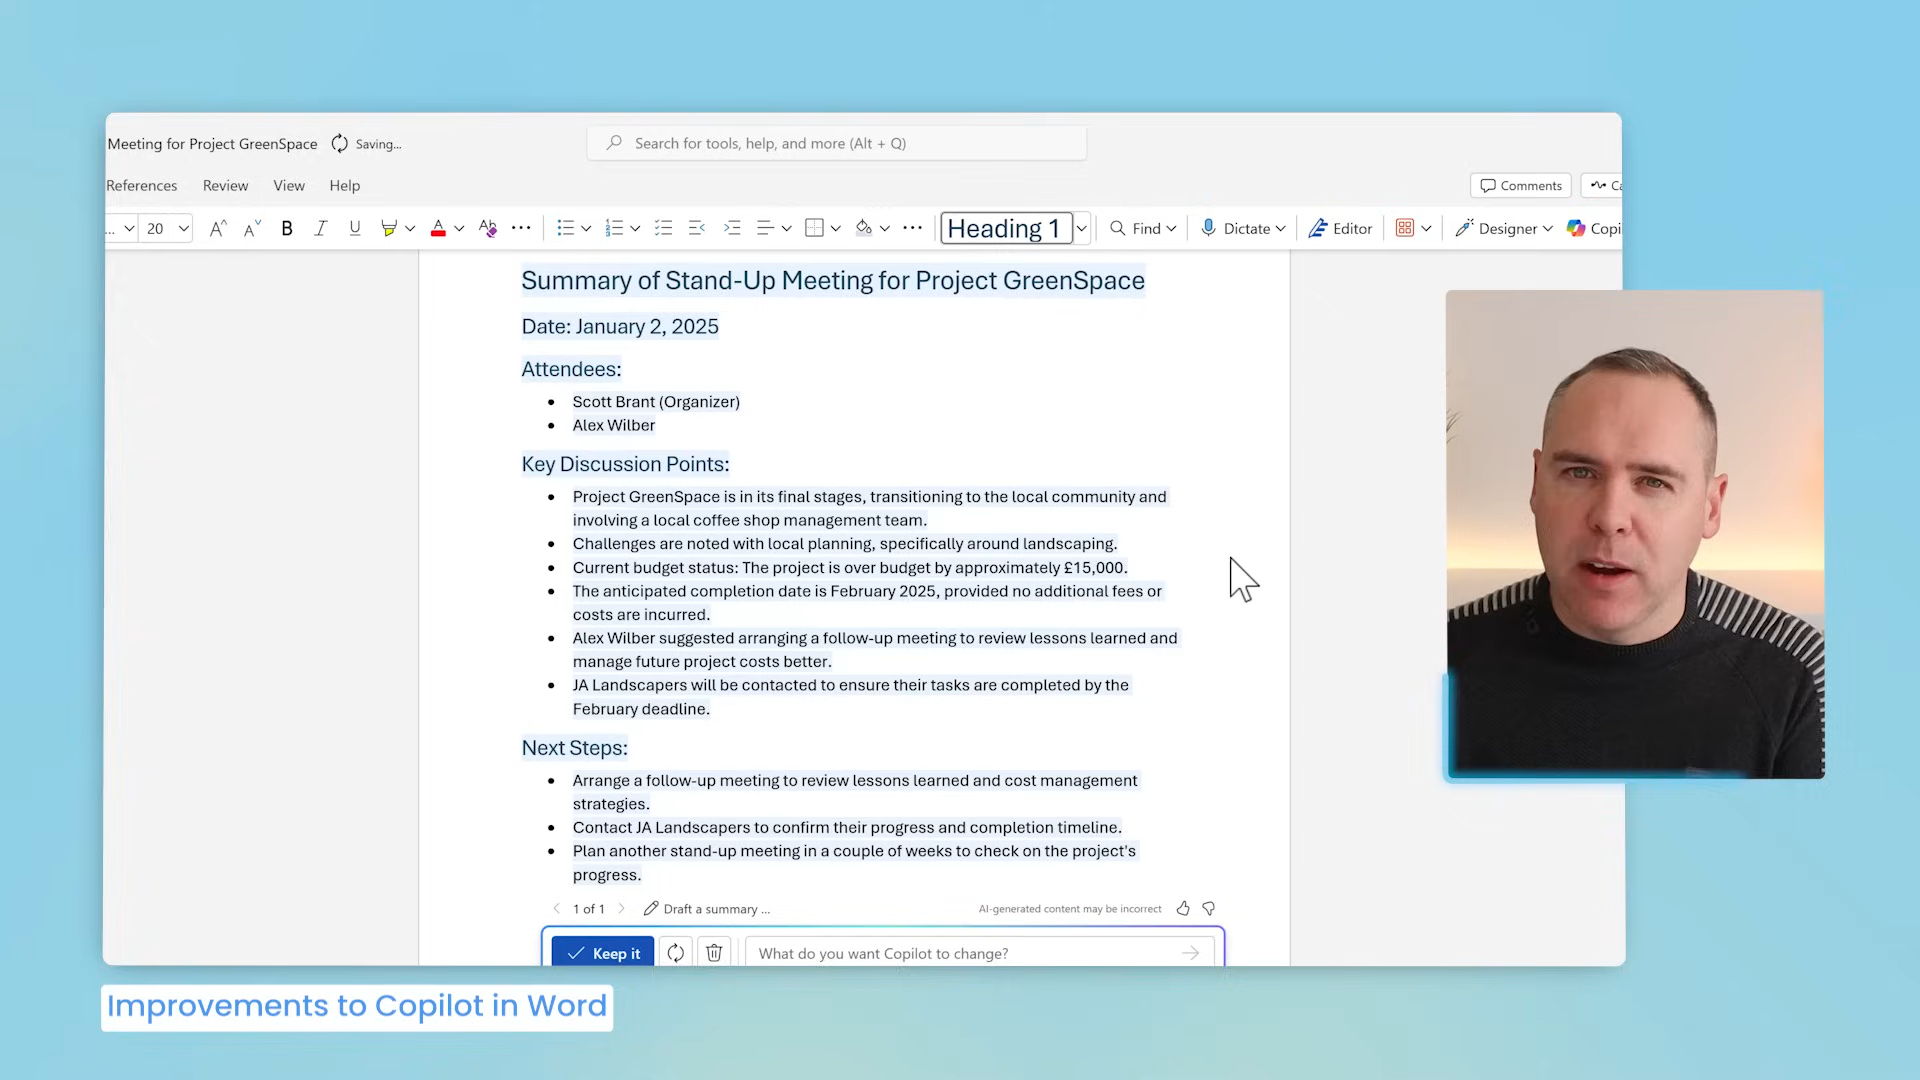 Meeting for Project GreenSpace Saving...
Search for tools, help, and more (Alt + Q)
References Review View Help
Comments
20 Heading 1 Find Dictate Editor Designer Copi
Summary of Stand-Up Meeting for Project GreenSpace
Date: January 2, 2025
Attendees:
Scott Brant (Organizer)
Alex Wilber
Key Discussion Points:
Project GreenSpace is in its final stages, transitioning to the local community and
involving a local coffee shop management team.
Challenges are noted with local planning, specifically around landscaping.
Current budget status: The project is over budget by approximately £15,000.
The anticipated completion date is February 2025, provided no additional fees or
costs are incurred.
Alex Wilber suggested arranging a follow-up meeting to review lessons learned and
manage future project costs better.
JA Landscapers will be contacted to ensure their tasks are completed by the
February deadline.
Next Steps:
Arrange a follow-up meeting to review lessons learned and cost management
strategies.
Contact JA Landscapers to confirm their progress and completion timeline.
Plan another stand-up meeting in a couple of weeks to check on the project's
progress.
1 of 1 Draft a summary ... AI-generated content may be incorrect
Keep it What do you want Copilot to change?
Improvements to Copilot in Word